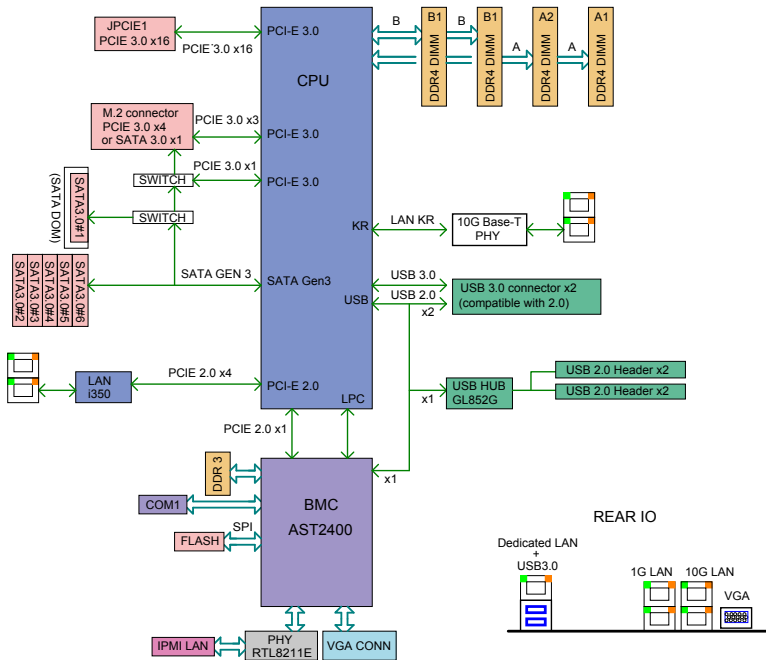 JPCIE1
PCIE 3.0 x16
PCIE 3.0 x16
PCI-E 3.0
CPU
B
B
A
A
B1
DDR4 DIMM
B1
DDR4 DIMM
A2
DDR4 DIMM
A1
DDR4 DIMM
M.2 connector
PCIE 3.0 x4
or SATA 3.0 x1
PCIE 3.0 x3
PCI-E 3.0
PCIE 3.0 x1
PCI-E 3.0
SWITCH
SWITCH
SATA3.0#1
(SATA DOM)
KR
LAN KR
10G Base-T
PHY
SATA3.0#2
SATA3.0#3
SATA3.0#4
SATA3.0#5
SATA3.0#6
SATA GEN 3
SATA Gen3
USB
USB 3.0
USB 2.0
x2
USB 3.0 connector x2
(compatible with 2.0)
LAN
i350
PCIE 2.0 x4
PCI-E 2.0
LPC
x1
USB HUB
GL852G
USB 2.0 Header x2
USB 2.0 Header x2
PCIE 2.0 x1
x1
DDR 3
COM1
SPI
FLASH
BMC
AST2400
IPMI LAN
PHY
RTL8211E
VGA CONN
REAR IO
Dedicated LAN
+
USB3.0
1G LAN
10G LAN
VGA